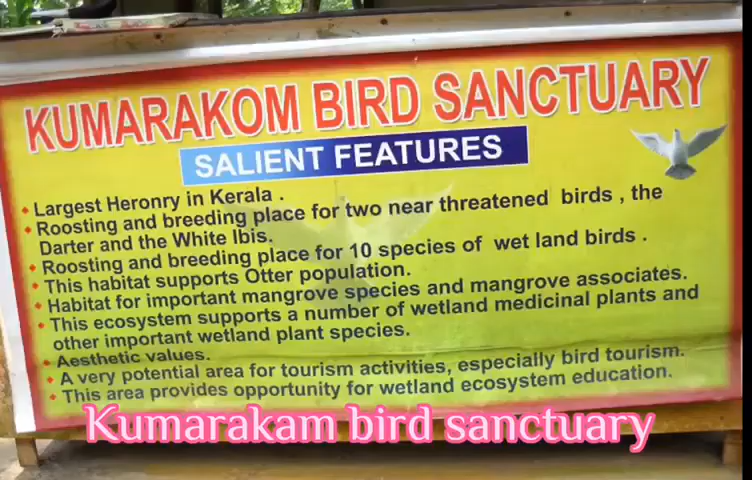 KUMARAKOM BIRD SANCTUARY
SALIENT FEATURES
• Largest Heronry in Kerala .
• Roosting and breeding place for two near threatened birds , the
Darter and the White Ibis.
• Roosting and breeding place for 10 species of wet land birds .
• This habitat supports Otter population.
• Habitat for important mangrove species and mangrove associates.
• This ecosystem supports a number of wetland medicinal plants and
other important wetland plant species.
• Aesthetic values.
• A very potential area for tourism activities, especially bird tourism.
• This area provides opportunity for wetland ecosystem education.
Kumarakam bird sanctuary